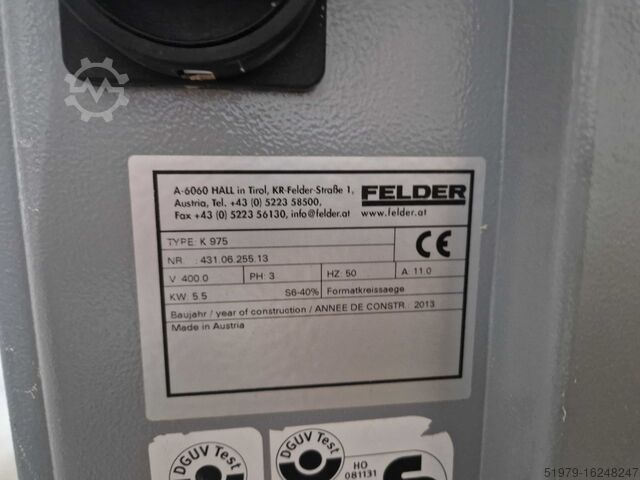 A-6060 HALL in Tirol, KR-Felder-Straße 1,
Austria, Tel. +43 (0) 5223 58500,
Fax +43 (0) 5223 56130, info@felder.at
FELDER
www.felder.at
TYPE: K 975
NR. : 431.06.255.13
V 400.0 PH: 3 HZ: 50 A: 11.0
KW: 5.5 S6-40% Formatkreissaege
Baujahr / year of construction / ANNEE DE CONSTR.: 2013
Made in Austria
CE
DGUV Test
DGUV Test
HO
081131
51979-16248247